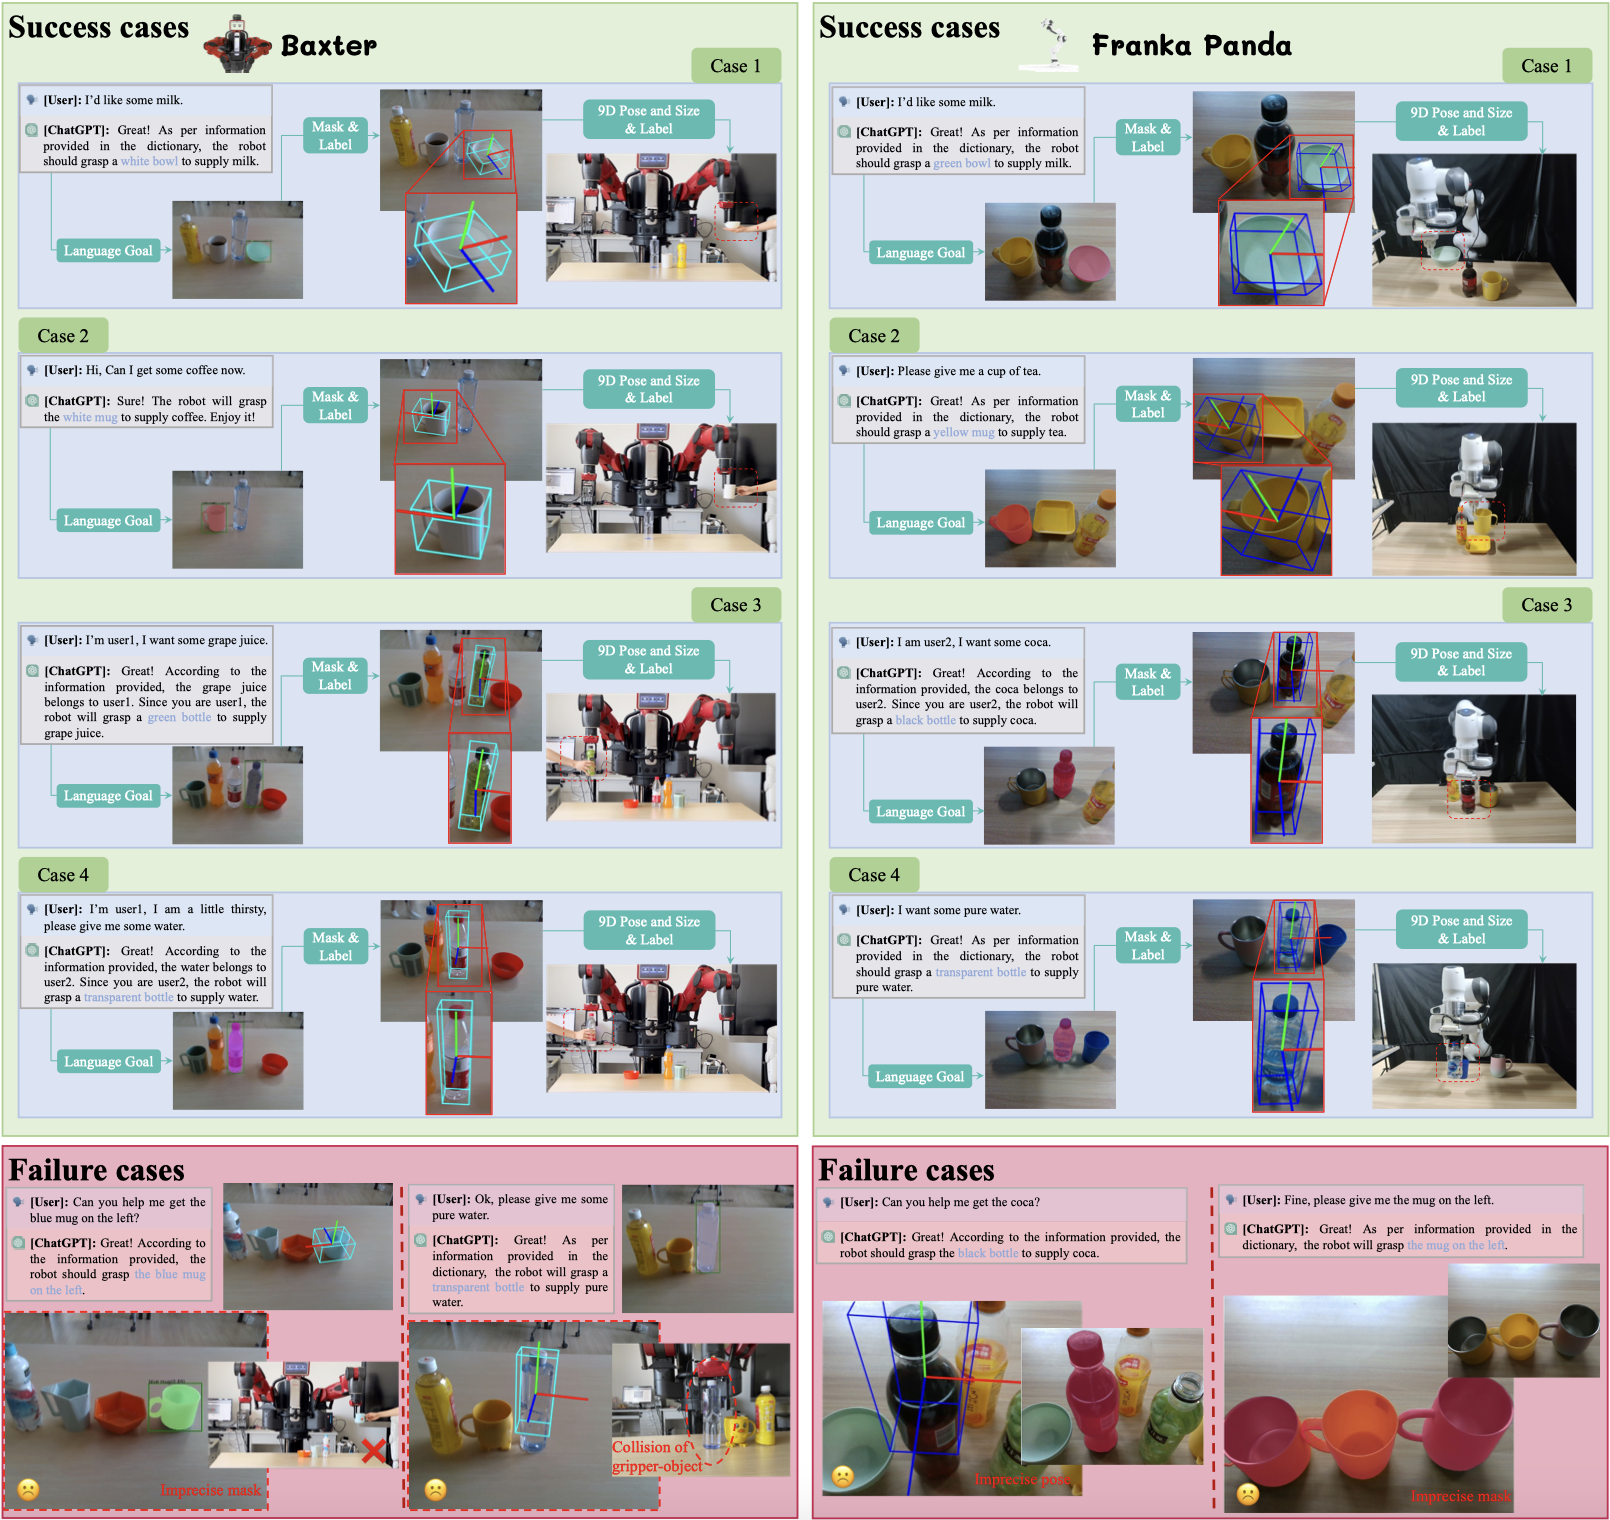 Success cases
Baxter
Case 1
[User]: I'd like some milk.
[ChatGPT]: Great! As per information
provided in the dictionary, the robot
should grasp a white bowl to supply milk.
Language Goal
Mask &
Label
9D Pose and Size
& Label
Case 2
[User]: Hi, Can I get some coffee now.
[ChatGPT]: Sure! The robot will grasp
the white mug to supply coffee. Enjoy it!
Language Goal
Mask &
Label
9D Pose and Size
& Label
Case 3
[User]: I'm user1, I want some grape juice.
[ChatGPT]: Great! According to the
information provided, the grape juice
belongs to user1. Since you are user1, the
robot will grasp a green bottle to supply
grape juice.
Language Goal
Mask &
Label
9D Pose and Size
& Label
Case 4
[User]: I'm user1, I am a little thirsty,
please give me some water.
[ChatGPT]: Great! According to the
information provided, the water belongs to
user2. Since you are user2, the robot will
grasp a transparent bottle to supply water.
Language Goal
Mask &
Label
9D Pose and Size
& Label
Failure cases
[User]: Can you help me get the
blue mug on the left?
[ChatGPT]: Great! According to
the information provided, the
robot should grasp the blue mug
on the left.
Imprecise mask
[User]: Ok, please give me some
pure water.
[ChatGPT]: Great! As per
information provided in the
dictionary, the robot will grasp a
transparent bottle to supply pure
water.
Collision of
gripper-object
Success cases
Franka Panda
Case 1
[User]: I'd like some milk.
[ChatGPT]: Great! As per information
provided in the dictionary, the robot
should grasp a green bowl to supply milk.
Language Goal
Mask &
Label
9D Pose and Size
& Label
Case 2
[User]: Please give me a cup of tea.
[ChatGPT]: Great! As per information
provided in the dictionary, the robot
should grasp a yellow mug to supply tea.
Language Goal
Mask &
Label
9D Pose and Size
& Label
Case 3
[User]: I am user2, I want some coca.
[ChatGPT]: Great! According to the
information provided, the coca belongs to
user2. Since you are user2, the robot will
grasp a black bottle to supply coca.
Language Goal
Mask &
Label
9D Pose and Size
& Label
Case 4
[User]: I want some pure water.
[ChatGPT]: Great! As per information
provided in the dictionary, the robot
should grasp a transparent bottle to supply
pure water.
Language Goal
Mask &
Label
9D Pose and Size
& Label
Failure cases
[User]: Can you help me get the coca?
[ChatGPT]: Great! According to the information provided, the
robot should grasp the black bottle to supply coca.
Imprecise pose
[User]: Fine, please give me the mug on the left.
[ChatGPT]: Great! As per information provided in the
dictionary, the robot will grasp the mug on the left.
Imprecise mask